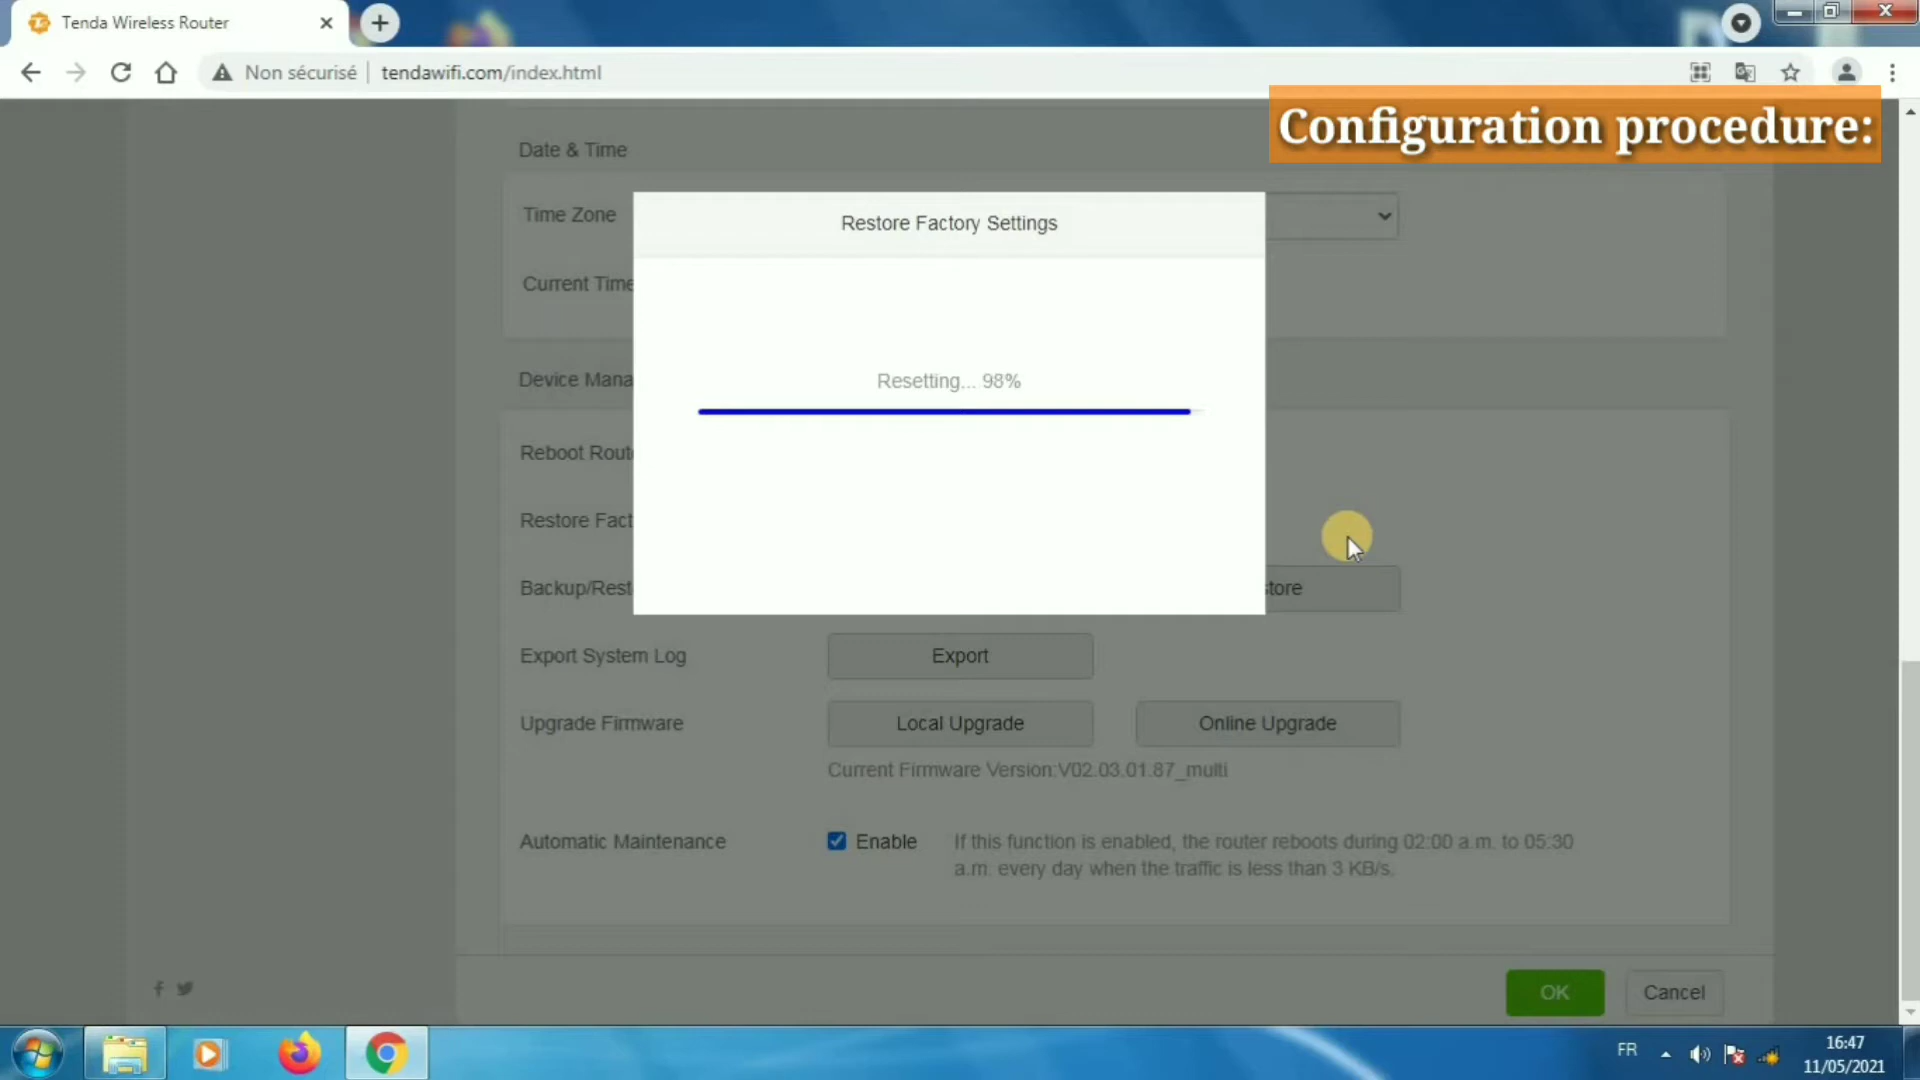 Tenda Wireless Router
Non sécurisé
tendawifi.com/index.html
Configuration procedure:
Date & Time
Time Zone
Restore Factory Settings
Current Time
Resetting... 98%
Device Mana
Reboot Route
Restore Fact
Backup/Rest
store
Export System Log
Export
Upgrade Firmware
Local Upgrade
Online Upgrade
Current Firmware Version:V02.03.01.87_multi
Automatic Maintenance
Enable
If this function is enabled, the router reboots during 02:00 a.m. to 05:30
a.m. every day when the traffic is less than 3 KB/s.
OK
Cancel
FR
16:47
11/05/2021